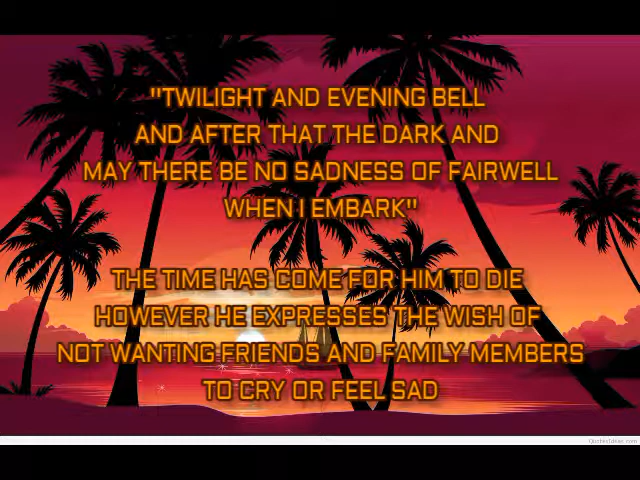 "TWILIGHT AND EVENING BELL
AND AFTER THAT THE DARK AND
MAY THERE BE NO SADNESS OF FAIRWELL
WHEN I EMBARK"
THE TIME HAS COME FOR HIM TO DIE
HOWEVER HE EXPRESSES THE WISH OF
NOT WANTING FRIENDS AND FAMILY MEMBERS
TO CRY OR FEEL SAD